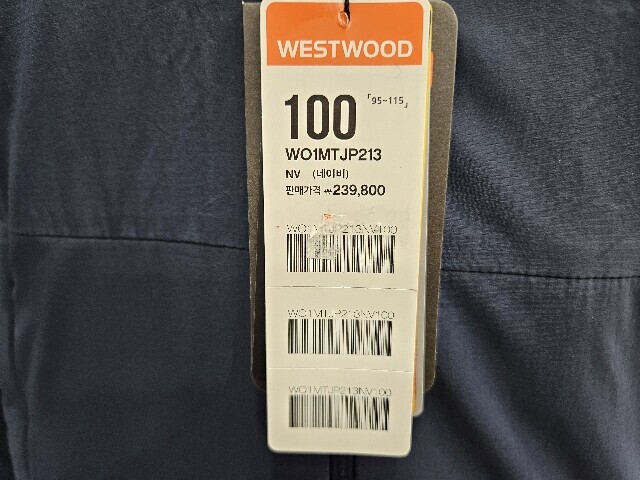 WESTWOOD
100 「95~115」
WO1MTJP213
NV (네이비)
판매가격 ₩239,800
WO1MTJP213NV100
WO1MTJP213NV100
WO1MTJP213NV100